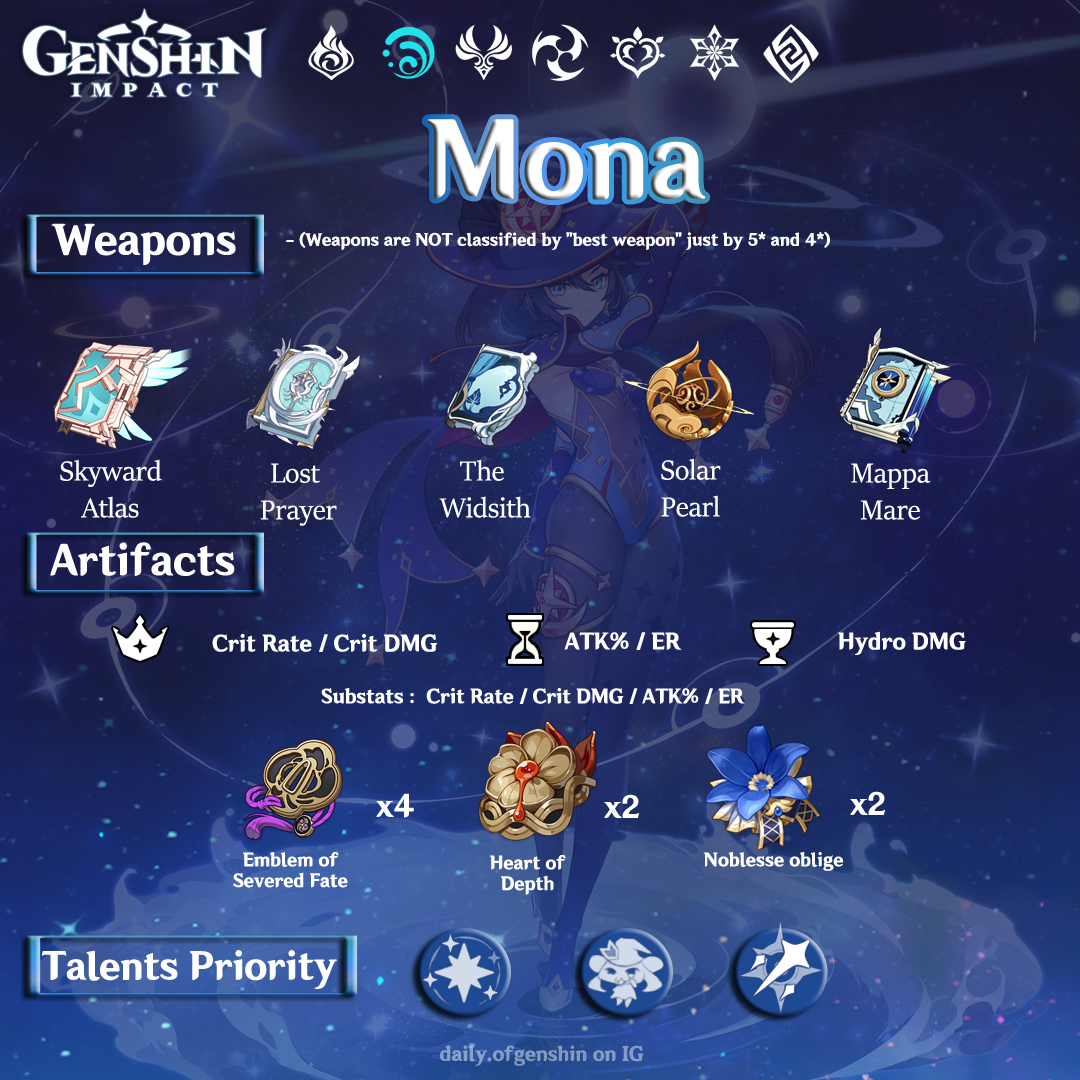 GENSHIN
IMPACT
Mona
Weapons
- (Weapons are NOT classified by "best weapon" just by 5* and 4*)
Skyward
Atlas
Lost
Prayer
The
Widsith
Solar
Pearl
Mappa
Mare
Artifacts
Crit Rate / Crit DMG
ATK% / ER
Hydro DMG
Substats : Crit Rate / Crit DMG / ATK% / ER
x4
x2
x2
Emblem of
Severed Fate
Heart of
Depth
Noblesse oblige
Talents Priority
daily.ofgenshin on IG